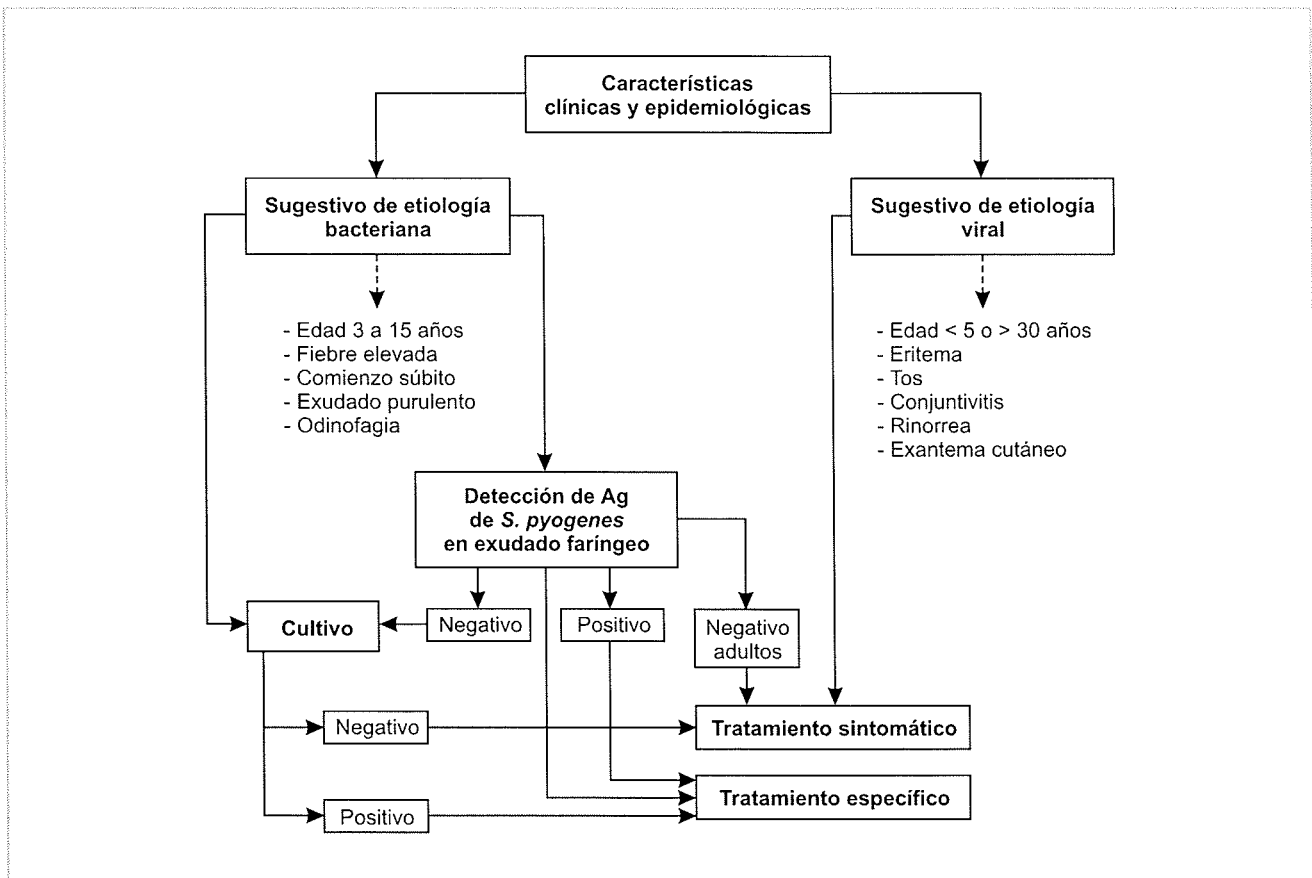 Características
clínicas y epidemiológicas
Sugestivo de etiología
bacteriana
Sugestivo de etiología
viral
- Edad 3 a 15 años
- Fiebre elevada
- Comienzo súbito
- Exudado purulento
- Odinofagia
- Edad < 5 o > 30 años
- Eritema
- Tos
- Conjuntivitis
- Rinorrea
- Exantema cutáneo
Detección de Ag
de S. pyogenes
en exudado faríngeo
Cultivo
Negativo
Positivo
Negativo
adultos
Negativo
Tratamiento sintomático
Positivo
Tratamiento específico